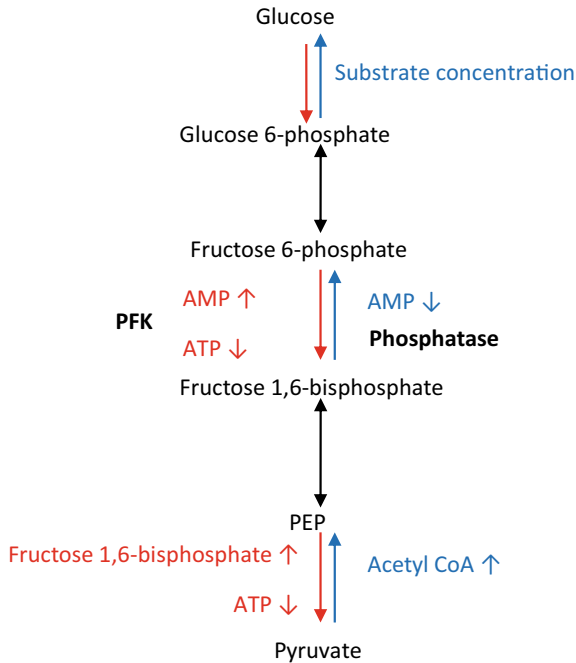 Glucose
Substrate concentration
Glucose 6-phosphate
Fructose 6-phosphate
AMP ↑
AMP ↓
PFK
Phosphatase
ATP ↓
Fructose 1,6-bisphosphate
PEP
Fructose 1,6-bisphosphate ↑
Acetyl CoA ↑
ATP ↓
Pyruvate